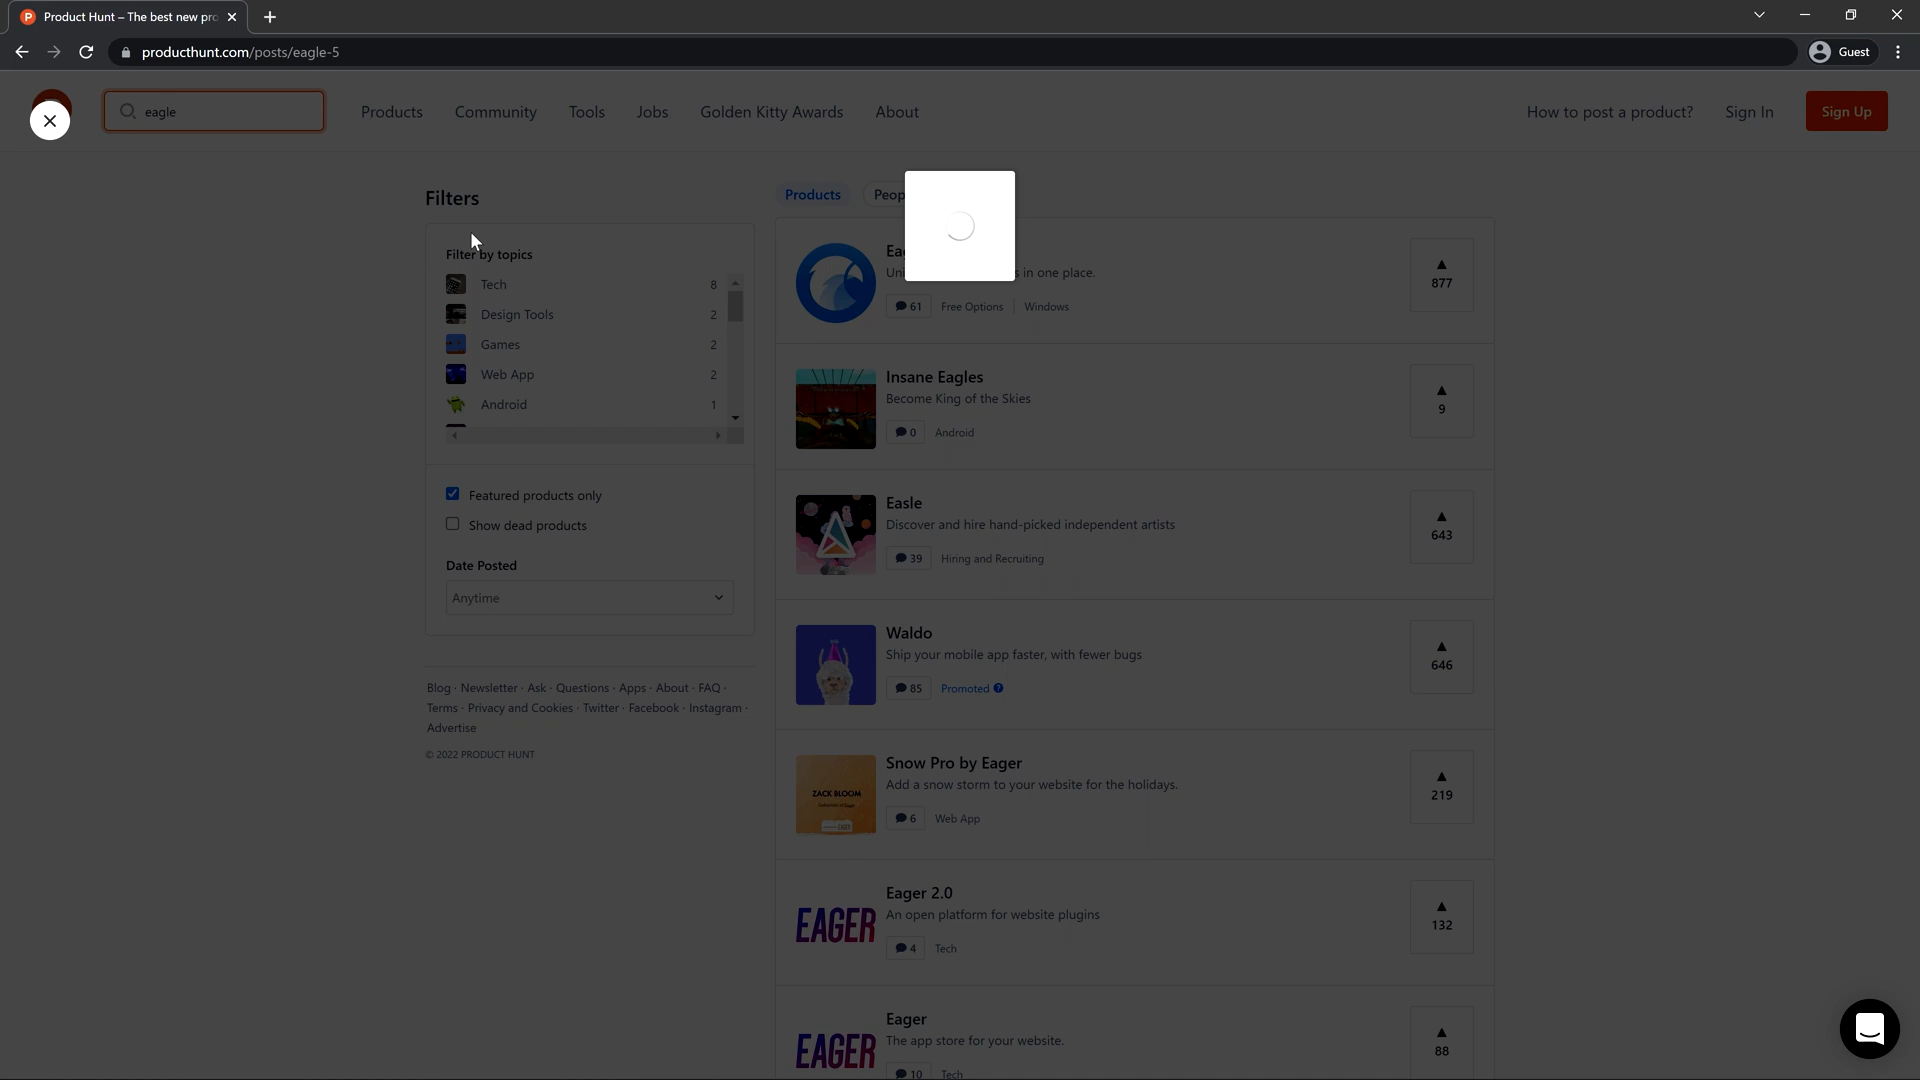 Product Hunt – The best new pro
producthunt.com/posts/eagle-5
Guest
eagle
Products
Community
Tools
Jobs
Golden Kitty Awards
About
How to post a product?
Sign In
Sign Up
Filters
Filter by topics
Tech 8
Design Tools 2
Games 2
Web App 2
Android 1
Featured products only
Show dead products
Date Posted
Anytime
Blog · Newsletter · Ask · Questions · Apps · About · FAQ ·
Terms · Privacy and Cookies · Twitter · Facebook · Instagram ·
Advertise
© 2022 PRODUCT HUNT
Products
in one place.
61 Free Options Windows
877
Insane Eagles
Become King of the Skies
0 Android
9
Easle
Discover and hire hand-picked independent artists
39 Hiring and Recruiting
643
Waldo
Ship your mobile app faster, with fewer bugs
85 Promoted
646
ZACK BLOOM
Snow Pro by Eager
Add a snow storm to your website for the holidays.
6 Web App
219
EAGER
Eager 2.0
An open platform for website plugins
4 Tech
132
EAGER
Eager
The app store for your website.
10 Tech
88